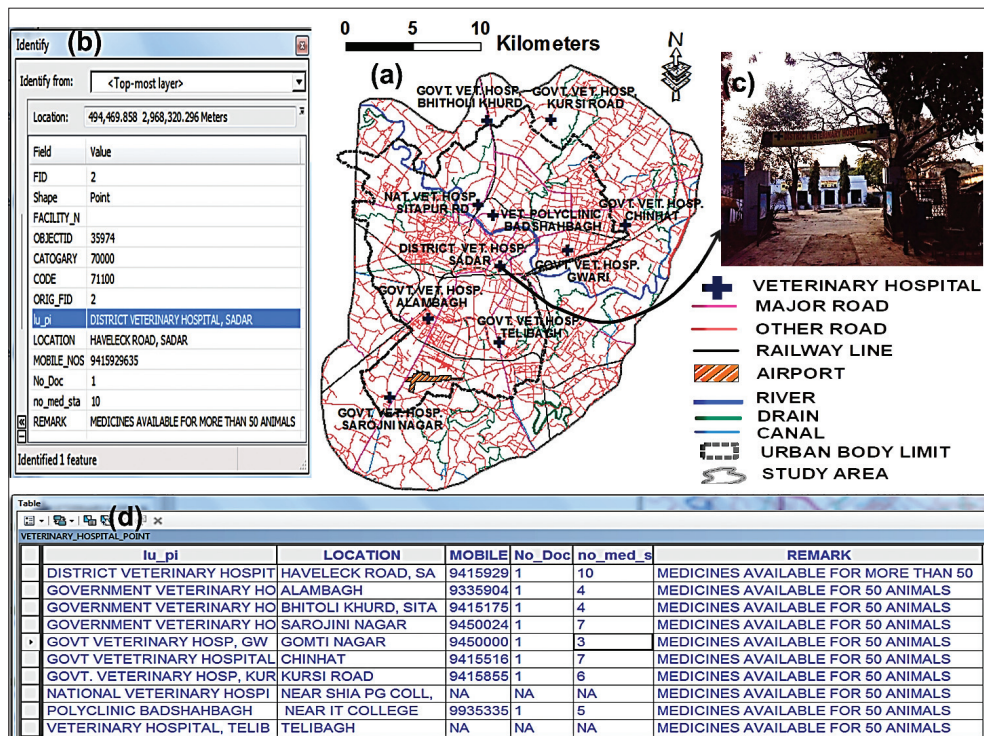 Identify (b)
Identify from: <Top-most layer>
Location: 494,469.858 2,968,320.296 Meters
Field Value
FID 2
Shape Point
FACILITY_N
OBJECTID 35974
CATOGARY 70000
CODE 71100
ORIG_FID 2
lu_pi DISTRICT VETERINARY HOSPITAL, SADAR
LOCATION HAVELECK ROAD, SADAR
MOBILE_NOS 9415929635
No_Doc 1
no_med_sta 10
REMARK MEDICINES AVAILABLE FOR MORE THAN 50 ANIMALS
Identified 1 feature
0 5 10
Kilometers
N
(a)
GOVT. VET. HOSP.
BHITHOLI KHURD
GOVT. VET. HOSP.
KURSI ROAD
NAT. VET. HOSP.
SITAPUR RD
VET. POLYCLINIC
BADSHAHBAGH
GOVT. VET. HOSP.
CHINHAT
DISTRICT VET. HOSP.
SADAR
GOVT. VET. HOSP.
GWARI
GOVT. VET. HOSP.
ALAMBAGH
GOVT. VET. HOSP.
TELIBAGH
GOVT. VET. HOSP.
SAROJNI NAGAR
(c)
DISTRICT VETERINARY HOSPITAL
VETERINARY HOSPITAL
MAJOR ROAD
OTHER ROAD
RAILWAY LINE
AIRPORT
RIVER
DRAIN
CANAL
URBAN BODY LIMIT
STUDY AREA
Table
(d)
VETERINARY_HOSPITAL_POINT
lu_pi LOCATION MOBILE No_Doc no_med_s REMARK
DISTRICT VETERINARY HOSPIT HAVELECK ROAD, SA 9415929 1 10 MEDICINES AVAILABLE FOR MORE THAN 50
GOVERNMENT VETERINARY HO ALAMBAGH 9335904 1 4 MEDICINES AVAILABLE FOR 50 ANIMALS
GOVERNMENT VETERINARY HO BHITOLI KHURD, SITA 9415175 1 4 MEDICINES AVAILABLE FOR 50 ANIMALS
GOVERNMENT VETERINARY HO SAROJINI NAGAR 9450024 1 7 MEDICINES AVAILABLE FOR 50 ANIMALS
GOVT VETERINARY HOSP, GW GOMTI NAGAR 9450000 1 3 MEDICINES AVAILABLE FOR 50 ANIMALS
GOVT VETETRINARY HOSPITAL CHINHAT 9415516 1 7 MEDICINES AVAILABLE FOR 50 ANIMALS
GOVT. VETERINARY HOSP, KUR KURSI ROAD 9415855 1 6 MEDICINES AVAILABLE FOR 50 ANIMALS
NATIONAL VETERINARY HOSPI NEAR SHIA PG COLL, NA NA NA MEDICINES AVAILABLE FOR 50 ANIMALS
POLYCLINIC BADSHAHBAGH NEAR IT COLLEGE 9935335 1 5 MEDICINES AVAILABLE FOR 50 ANIMALS
VETERINARY HOSPITAL, TELIB TELIBAGH NA NA NA MEDICINES AVAILABLE FOR 50 ANIMALS